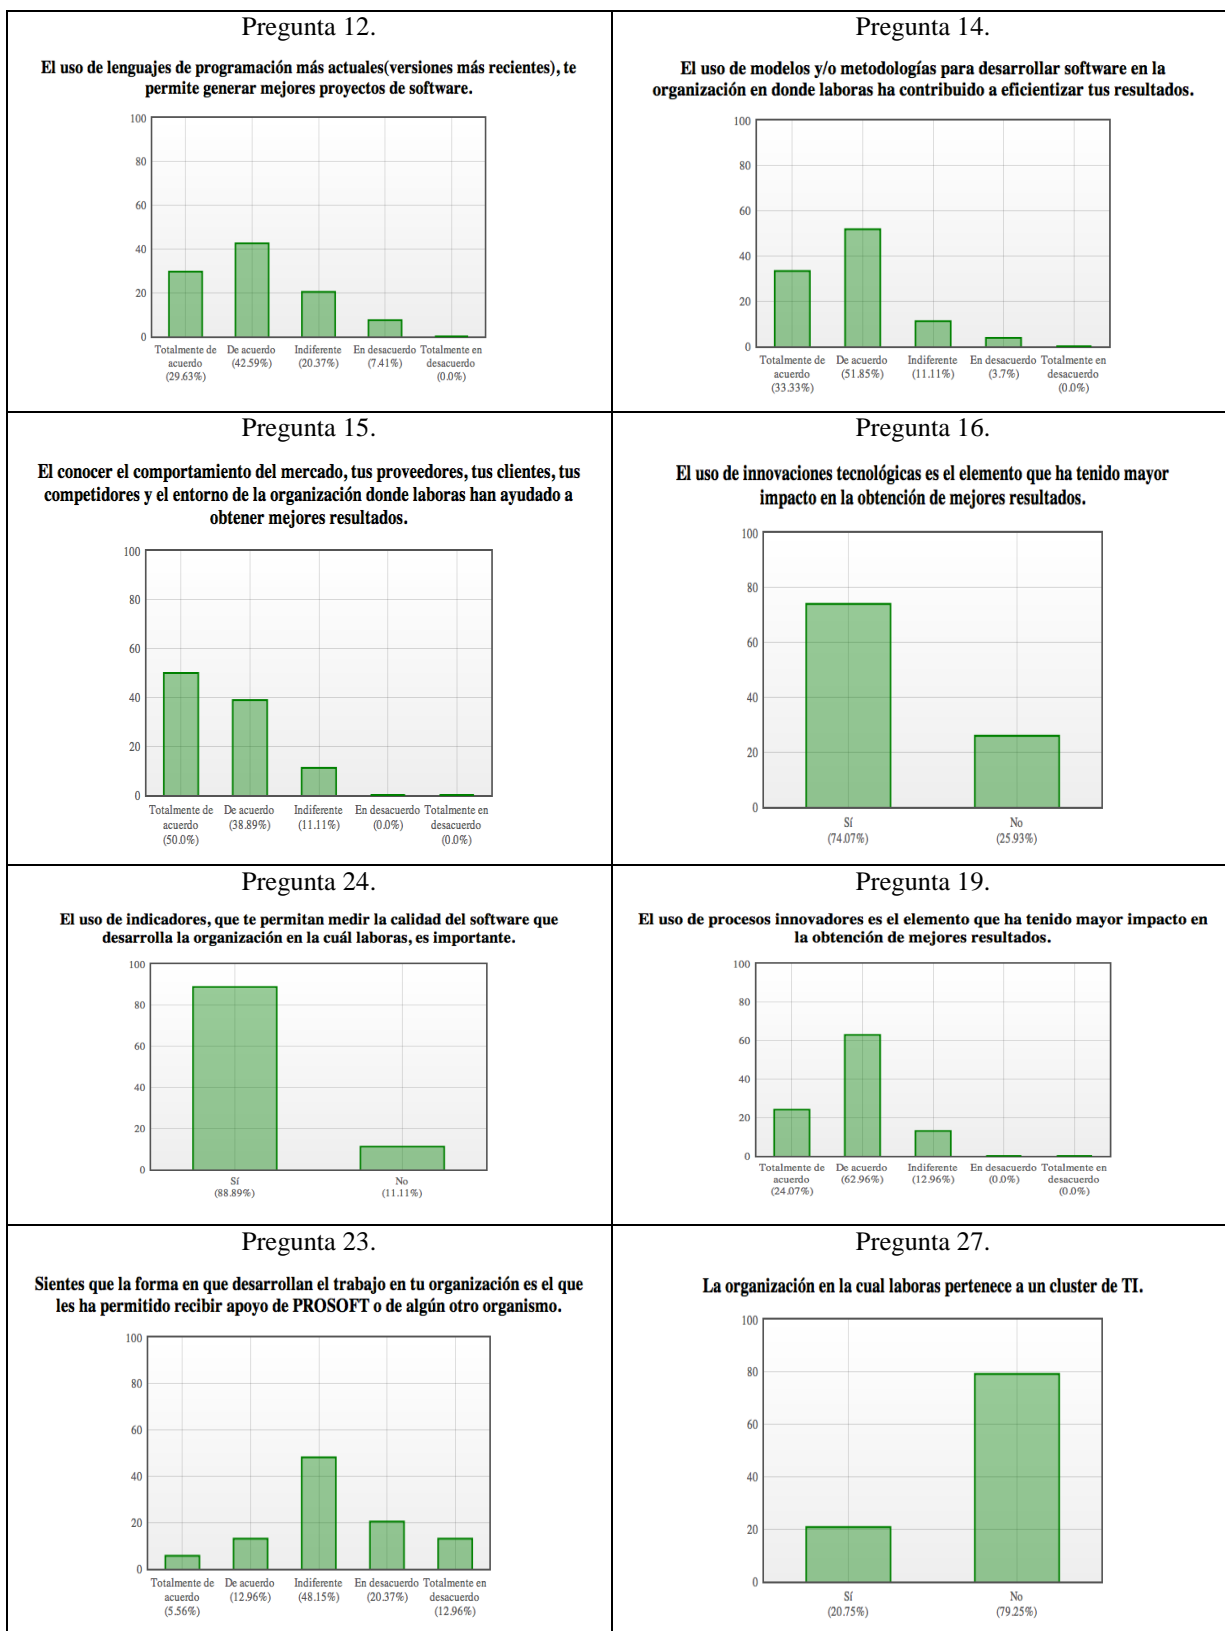 Pregunta 12.
El uso de lenguajes de programación más actuales(versiones más recientes), te
permite generar mejores proyectos de software.
100
80
60
40
20
0
Totalmente de acuerdo (29.63%)
De acuerdo (42.59%)
Indiferente (20.37%)
En desacuerdo (7.41%)
Totalmente en desacuerdo (0.0%)
Pregunta 14.
El uso de modelos y/o metodologías para desarrollar software en la
organización en donde laboras ha contribuido a eficientizar tus resultados.
100
80
60
40
20
0
Totalmente de acuerdo (33.33%)
De acuerdo (51.85%)
Indiferente (11.11%)
En desacuerdo (3.7%)
Totalmente en desacuerdo (0.0%)
Pregunta 15.
El conocer el comportamiento del mercado, tus proveedores, tus clientes, tus
competidores y el entorno de la organización donde laboras han ayudado a
obtener mejores resultados.
100
80
60
40
20
0
Totalmente de acuerdo (50.0%)
De acuerdo (38.89%)
Indiferente (11.11%)
En desacuerdo (0.0%)
Totalmente en desacuerdo (0.0%)
Pregunta 16.
El uso de innovaciones tecnológicas es el elemento que ha tenido mayor
impacto en la obtención de mejores resultados.
100
80
60
40
20
0
Sí (74.07%)
No (25.93%)
Pregunta 24.
El uso de indicadores, que te permitan medir la calidad del software que
desarrolla la organización en la cuál laboras, es importante.
100
80
60
40
20
0
Sí (88.89%)
No (11.11%)
Pregunta 19.
El uso de procesos innovadores es el elemento que ha tenido mayor impacto en
la obtención de mejores resultados.
100
80
60
40
20
0
Totalmente de acuerdo (24.07%)
De acuerdo (62.96%)
Indiferente (12.96%)
En desacuerdo (0.0%)
Totalmente en desacuerdo (0.0%)
Pregunta 23.
Sientes que la forma en que desarrollan el trabajo en tu organización es el que
les ha permitido recibir apoyo de PROSOFT o de algún otro organismo.
100
80
60
40
20
0
Totalmente de acuerdo (5.56%)
De acuerdo (12.96%)
Indiferente (48.15%)
En desacuerdo (20.37%)
Totalmente en desacuerdo (12.96%)
Pregunta 27.
La organización en la cual laboras pertenece a un cluster de TI.
100
80
60
40
20
0
Sí (20.75%)
No (79.25%)